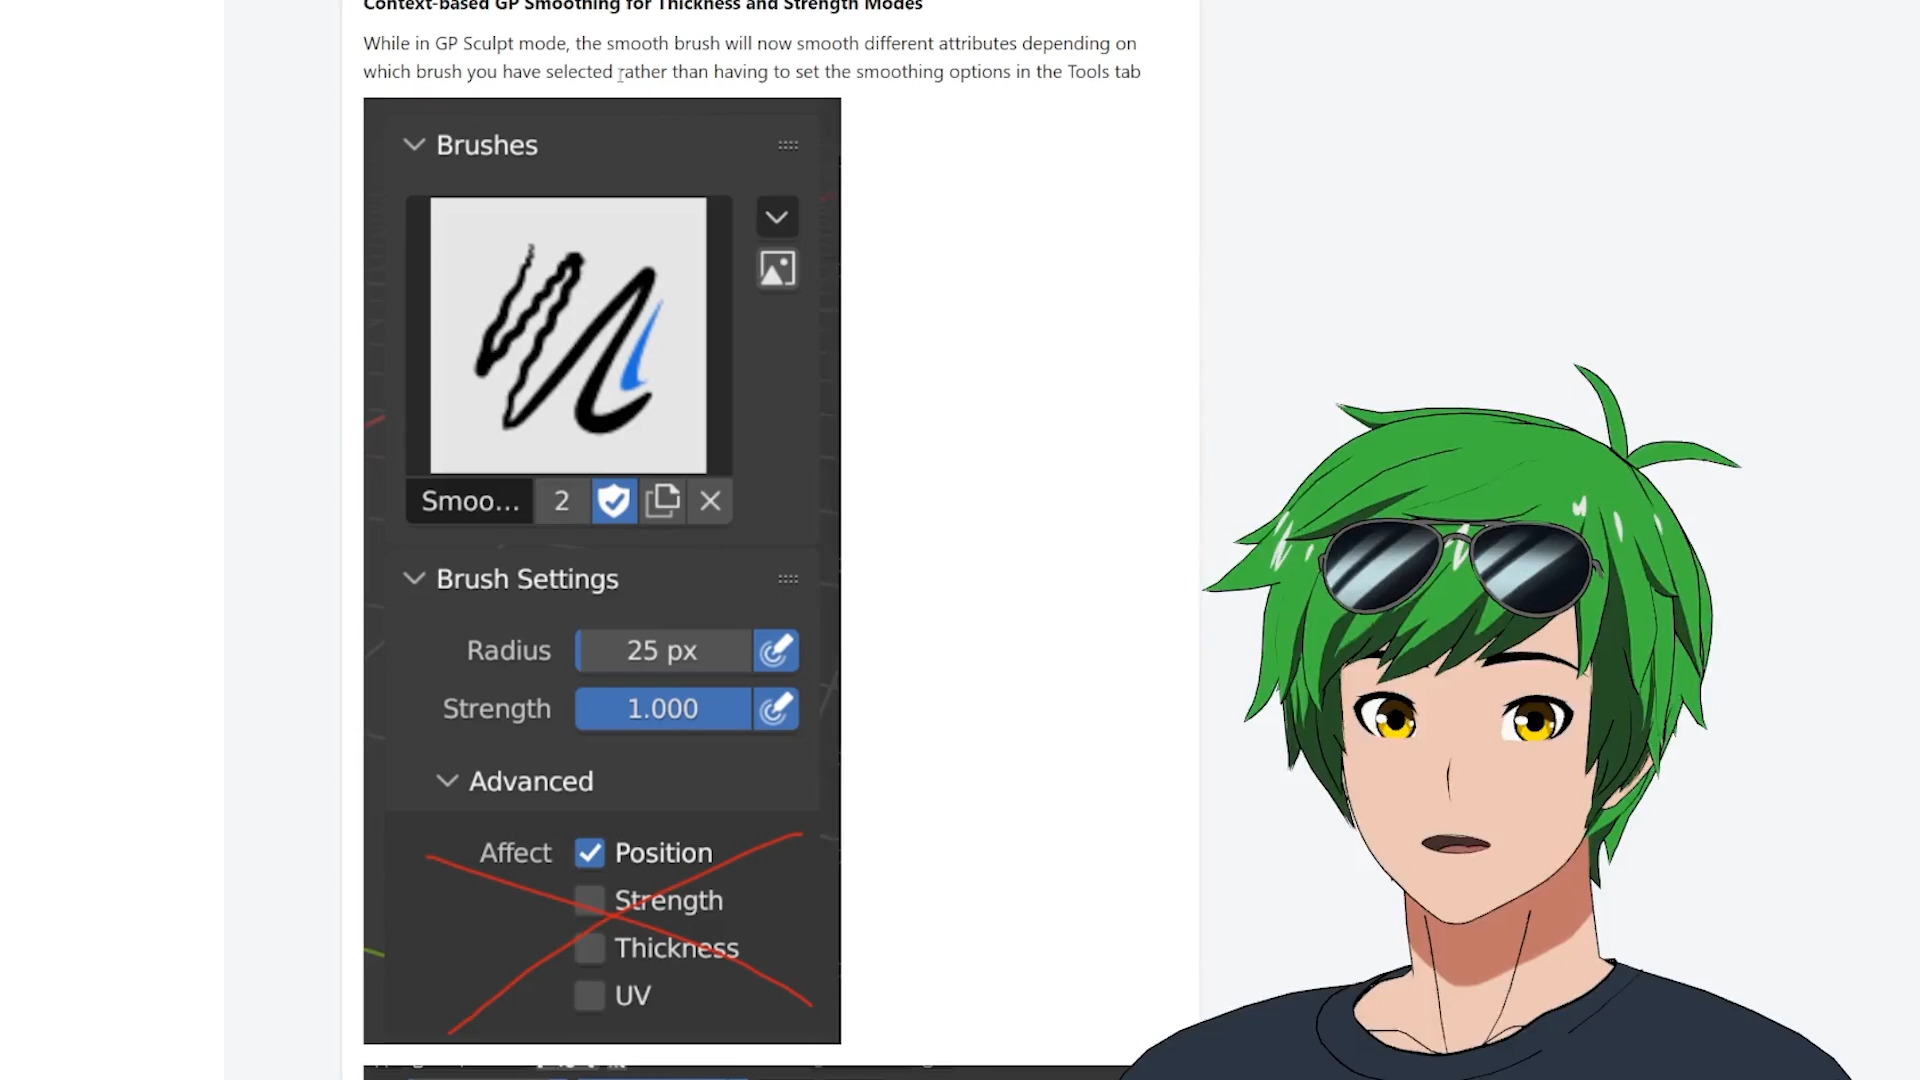 Context-based GP Smoothing for Thickness and Strength Modes
While in GP Sculpt mode, the smooth brush will now smooth different attributes depending on
which brush you have selected rather than having to set the smoothing options in the Tools tab
Brushes
Smoo... 2
Brush Settings
Radius 25 px
Strength 1.000
Advanced
Affect Position
Strength
Thickness
UV